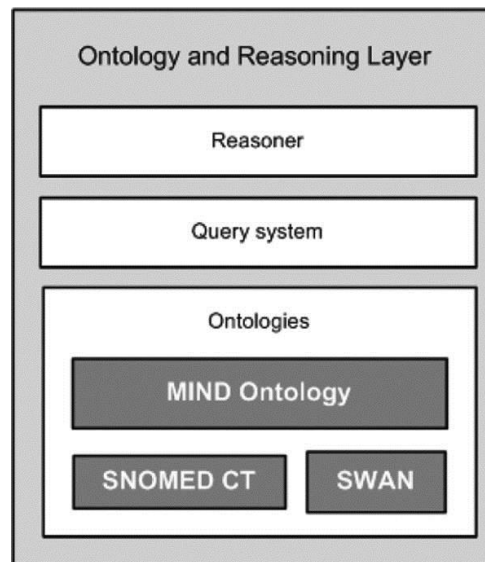 Ontology and Reasoning Layer
Reasoner
Query system
Ontologies
MIND Ontology
SNOMED CT
SWAN